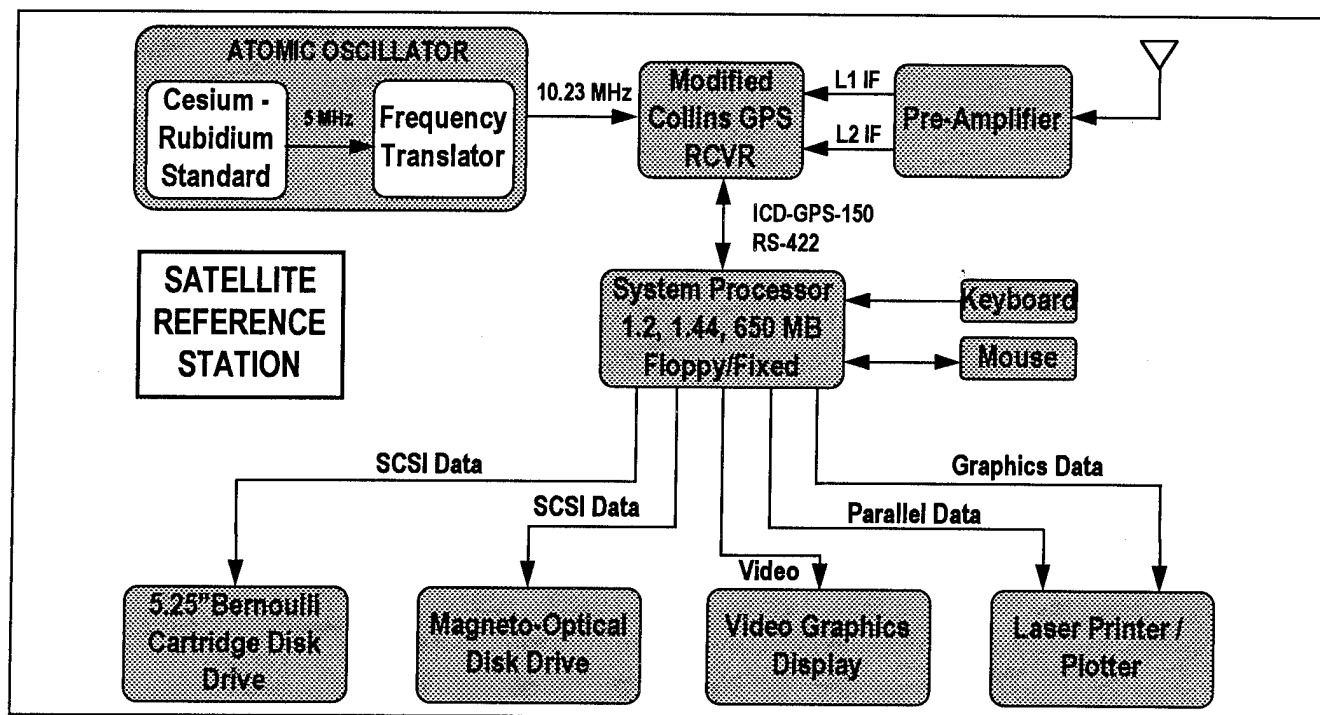 ATOMIC OSCILLATOR
Cesium -
Rubidium
Standard
5 MHz
Frequency
Translator
10.23 MHz
Modified
Collins GPS
RCVR
L1 IF
L2 IF
Pre-Amplifier
ICD-GPS-150
RS-422
SATELLITE
REFERENCE
STATION
System Processor
1.2, 1.44, 650 MB
Floppy/Fixed
Keyboard
Mouse
SCSI Data
SCSI Data
Video
Parallel Data
Graphics Data
5.25"Bernoulli
Cartridge Disk
Drive
Magneto-Optical
Disk Drive
Video Graphics
Display
Laser Printer /
Plotter